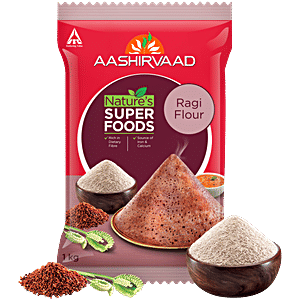 AASHIRVAAD
Nature's
SUPER
FOODS
Ragi
Flour
Rich in
Dietary
Fibre
Source of
Iron &
Calcium
1 kg